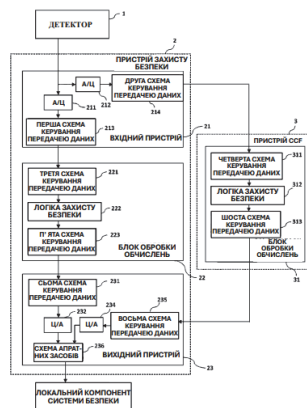 ДЕТЕКТОР
1
2
ПРИСТРІЙ ЗАХИСТУ
БЕЗПЕКИ
А/Ц
212
ДРУГА СХЕМА
КЕРУВАННЯ
ПЕРЕДАЧЕЮ ДАНИХ
214
А/Ц
211
ПЕРША СХЕМА
КЕРУВАННЯ
ПЕРЕДАЧЕЮ ДАНИХ
213
21
ВХІДНИЙ ПРИСТРІЙ
3
ПРИСТРІЙ CCF
ЧЕТВЕРТА СХЕМА
КЕРУВАННЯ
ПЕРЕДАЧЕЮ ДАНИХ
311
ЛОГІКА ЗАХИСТУ
БЕЗПЕКИ
312
ШОСТА СХЕМА
КЕРУВАННЯ
ПЕРЕДАЧЕЮ ДАНИХ
313
БЛОК
ОБРОБКИ
ОБЧИСЛЕНЬ
31
ТРЕТЯ СХЕМА
КЕРУВАННЯ
ПЕРЕДАЧЕЮ ДАНИХ
221
ЛОГІКА ЗАХИСТУ
БЕЗПЕКИ
222
П' ЯТА СХЕМА
КЕРУВАННЯ
ПЕРЕДАЧЕЮ ДАНИХ
223
БЛОК ОБРОБКИ
ОБЧИСЛЕНЬ
22
СЬОМА СХЕМА
КЕРУВАННЯ
ПЕРЕДАЧЕЮ ДАНИХ
231
232
234
235
Ц/А
Ц/А
ВОСЬМА СХЕМА
КЕРУВАННЯ
ПЕРЕДАЧЕЮ ДАНИХ
СХЕМА АПРАТ-
НИХ ЗАСОБІВ
236
ВИХІДНИЙ ПРИСТРІЙ
23
ЛОКАЛЬНИЙ КОМПОНЕНТ
СИСТЕМИ БЕЗПЕКИ